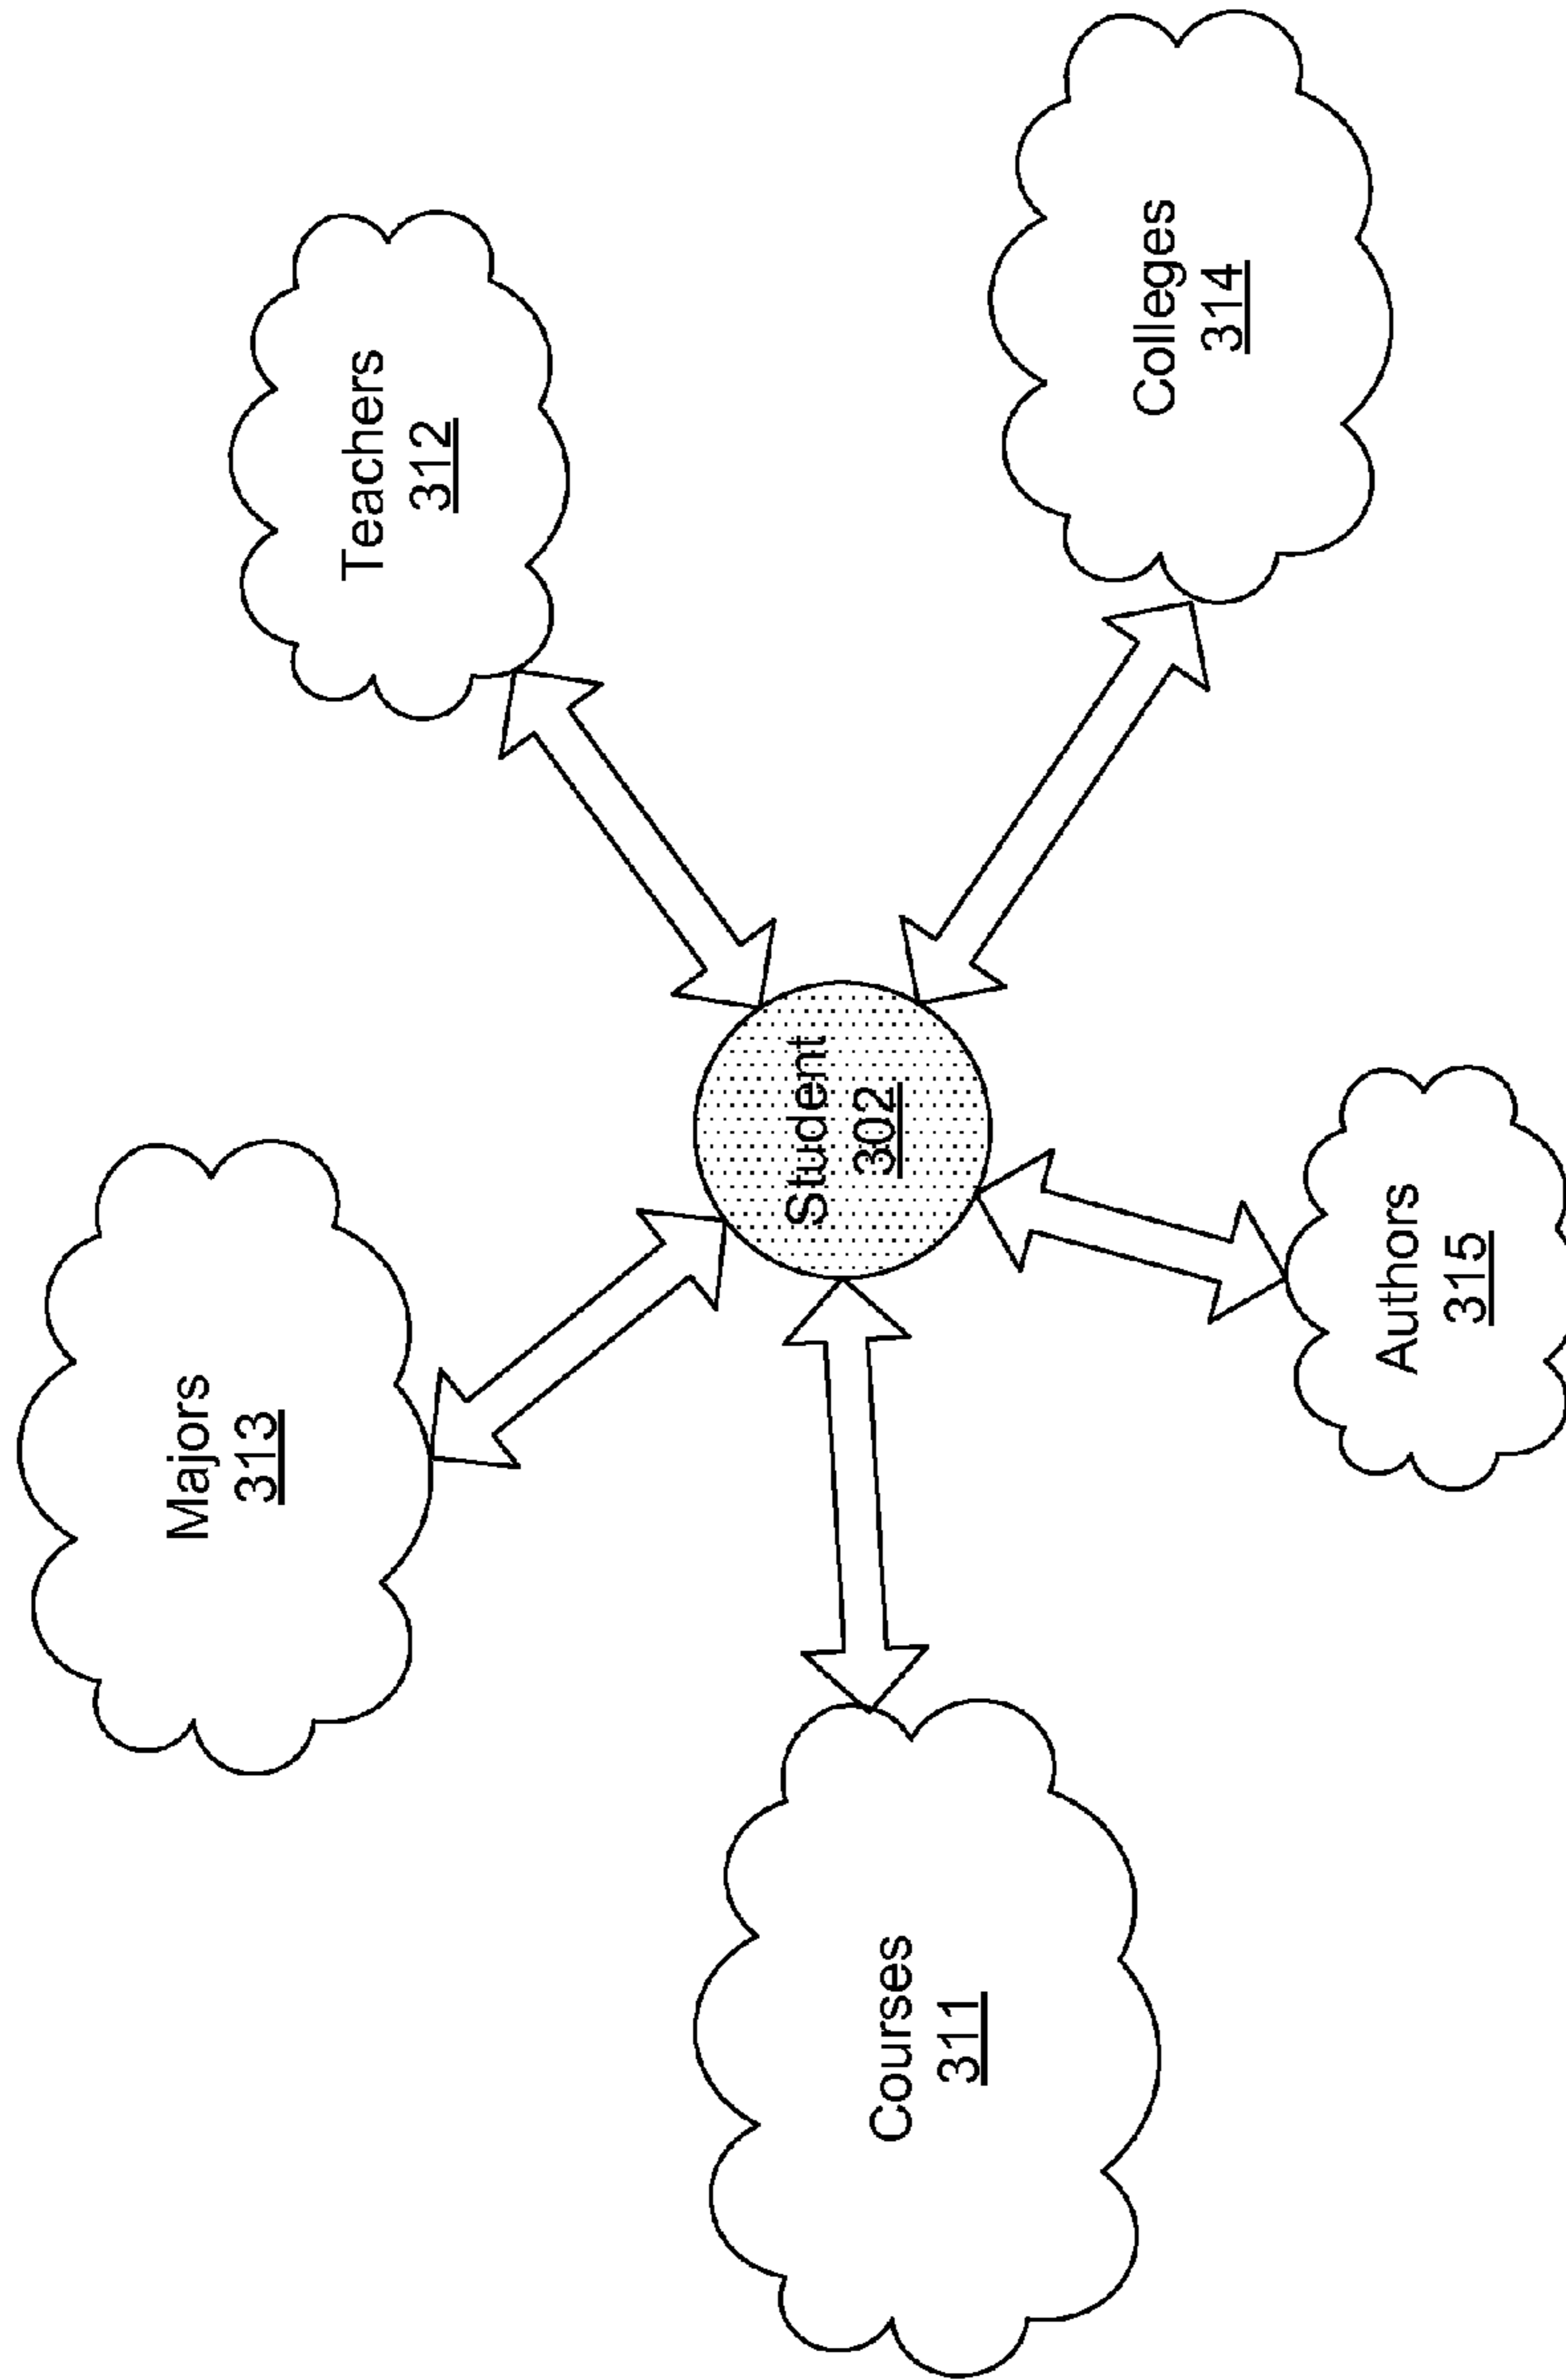 Majors
313
Teachers
312
Courses
311
Student
302
Colleges
314
Authors
315